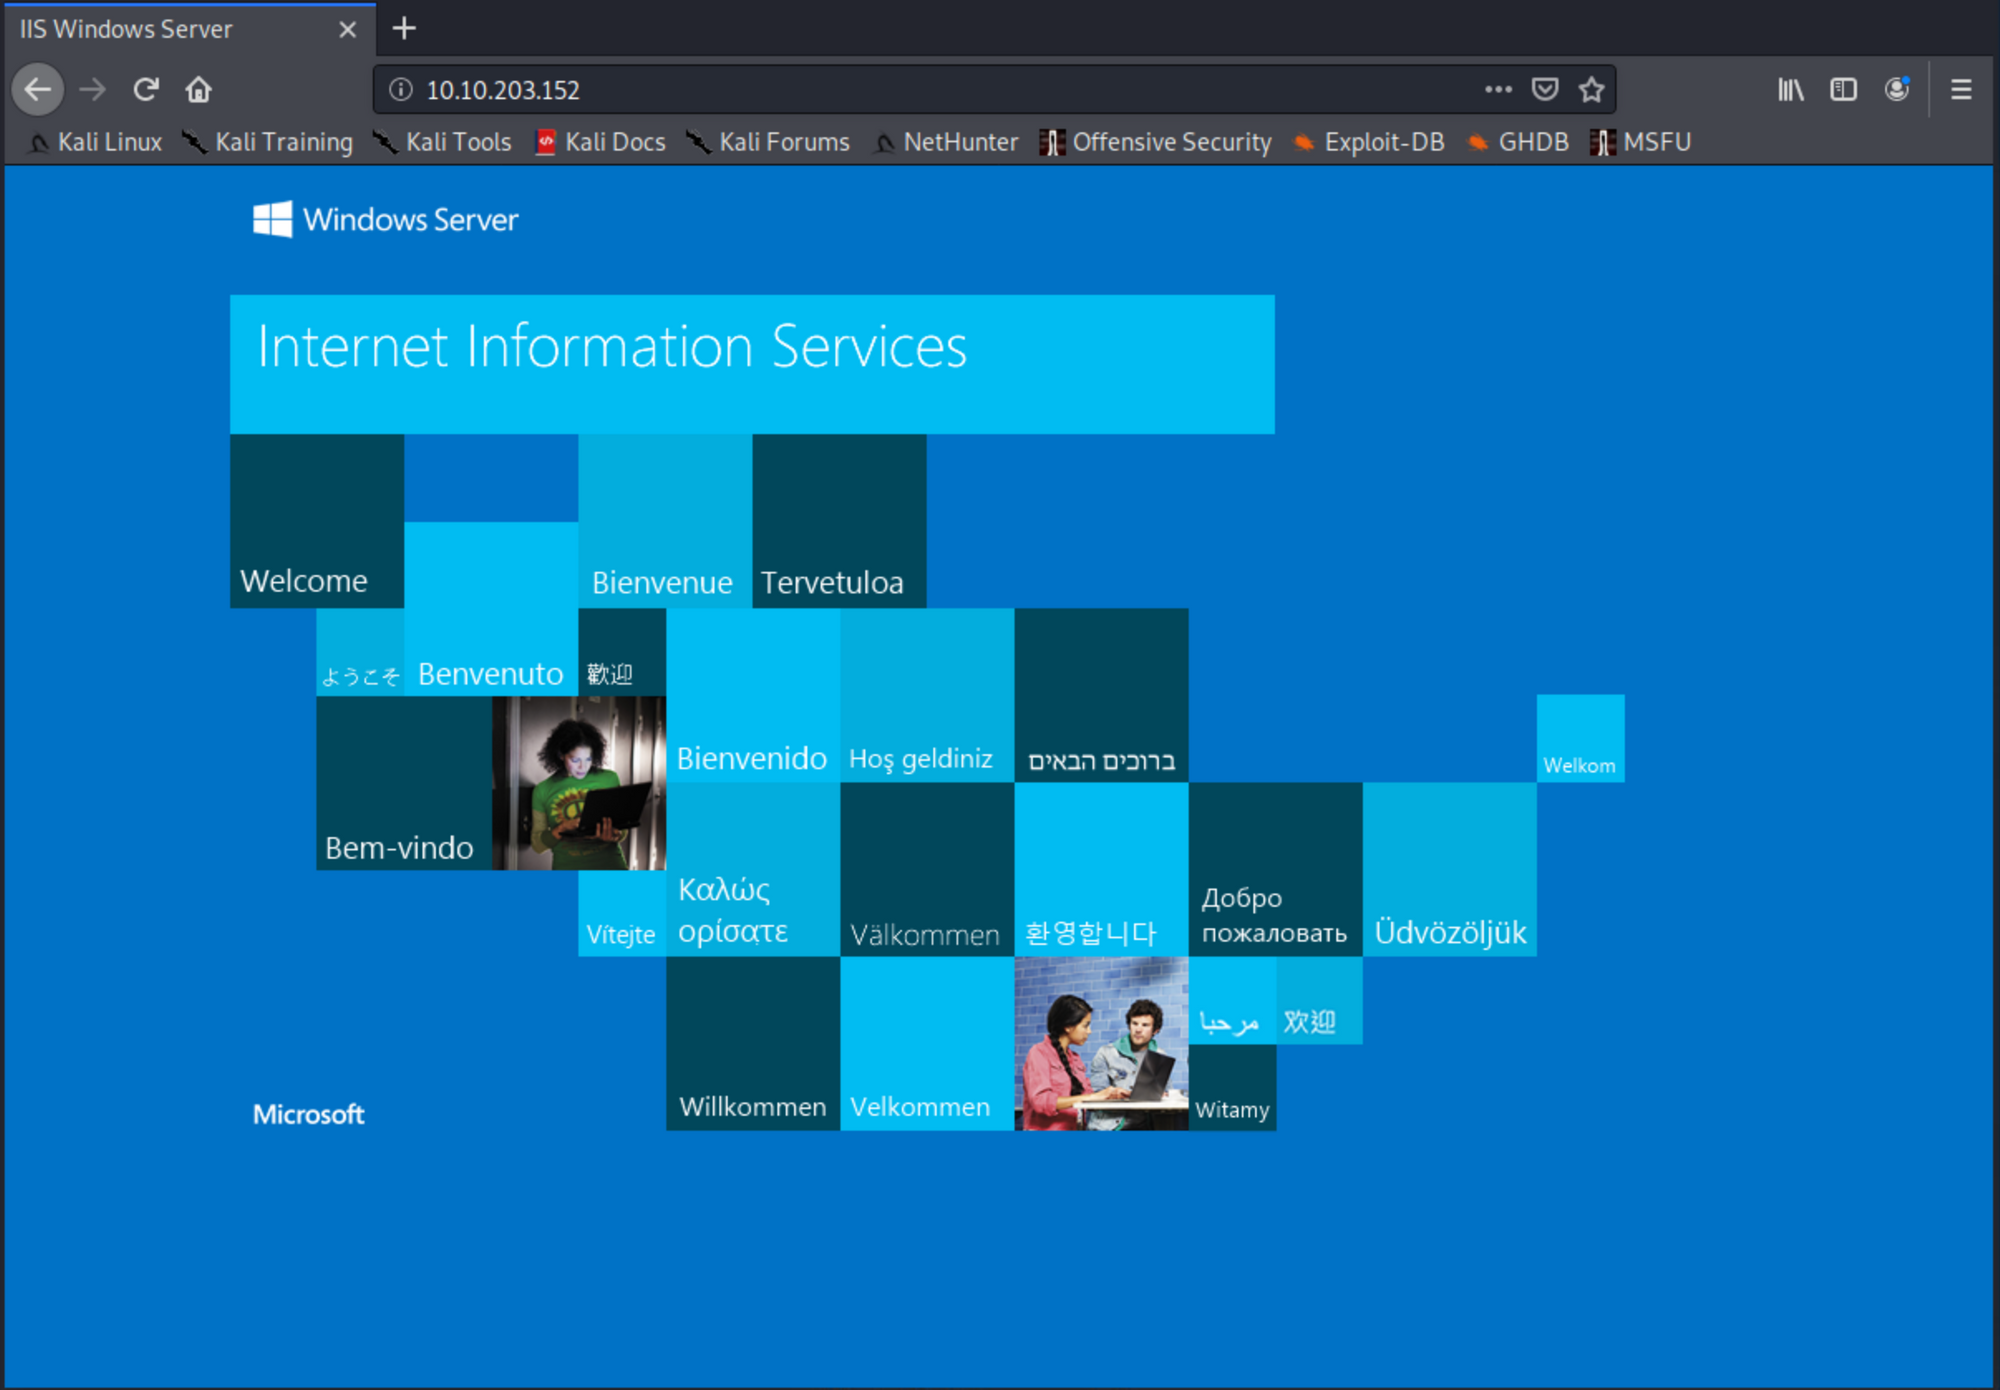 IIS Windows Server
10.10.203.152
Kali Linux Kali Training Kali Tools Kali Docs Kali Forums NetHunter Offensive Security Exploit-DB GHDB MSFU
Windows Server
Internet Information Services
Welcome
Bienvenue
Tervetuloa
ようこそ
Benvenuto
歡迎
Bienvenido
Hoş geldiniz
ברוכים הבאים
Welkom
Bem-vindo
Vítejte
Καλώς
ορίσατε
Välkommen
환영합니다
Добро
пожаловать
Üdvözöljük
مرحبا
欢迎
Microsoft
Willkommen
Velkommen
Witamy